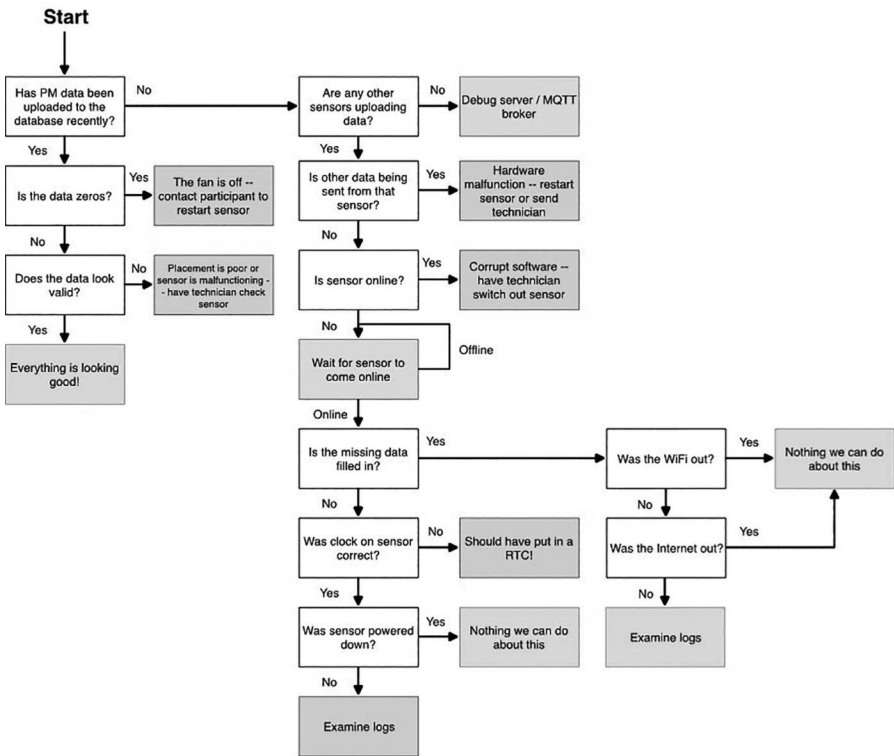 Start
Has PM data been
uploaded to the
database recently?
No
Are any other
sensors uploading
data?
No
Debug server / MQTT
broker
Yes
Yes
Is the data zeros?
Yes
The fan is off --
contact participant to
restart sensor
Is other data being
sent from that
sensor?
Yes
Hardware
malfunction -- restart
sensor or send
technician
No
No
Does the data look
valid?
No
Placement is poor or
sensor is malfunctioning -
- have technician check
sensor
Is sensor online?
Yes
Corrupt software --
have technician
switch out sensor
Yes
No
Everything is looking
good!
Wait for sensor to
come online
Offline
Online
Is the missing data
filled in?
Yes
Was the WiFi out?
Yes
Nothing we can do
about this
No
No
Was clock on sensor
correct?
No
Should have put in a
RTC!
Was the Internet out?
Yes
Yes
No
Was sensor powered
down?
Yes
Nothing we can do
about this
Examine logs
No
Examine logs